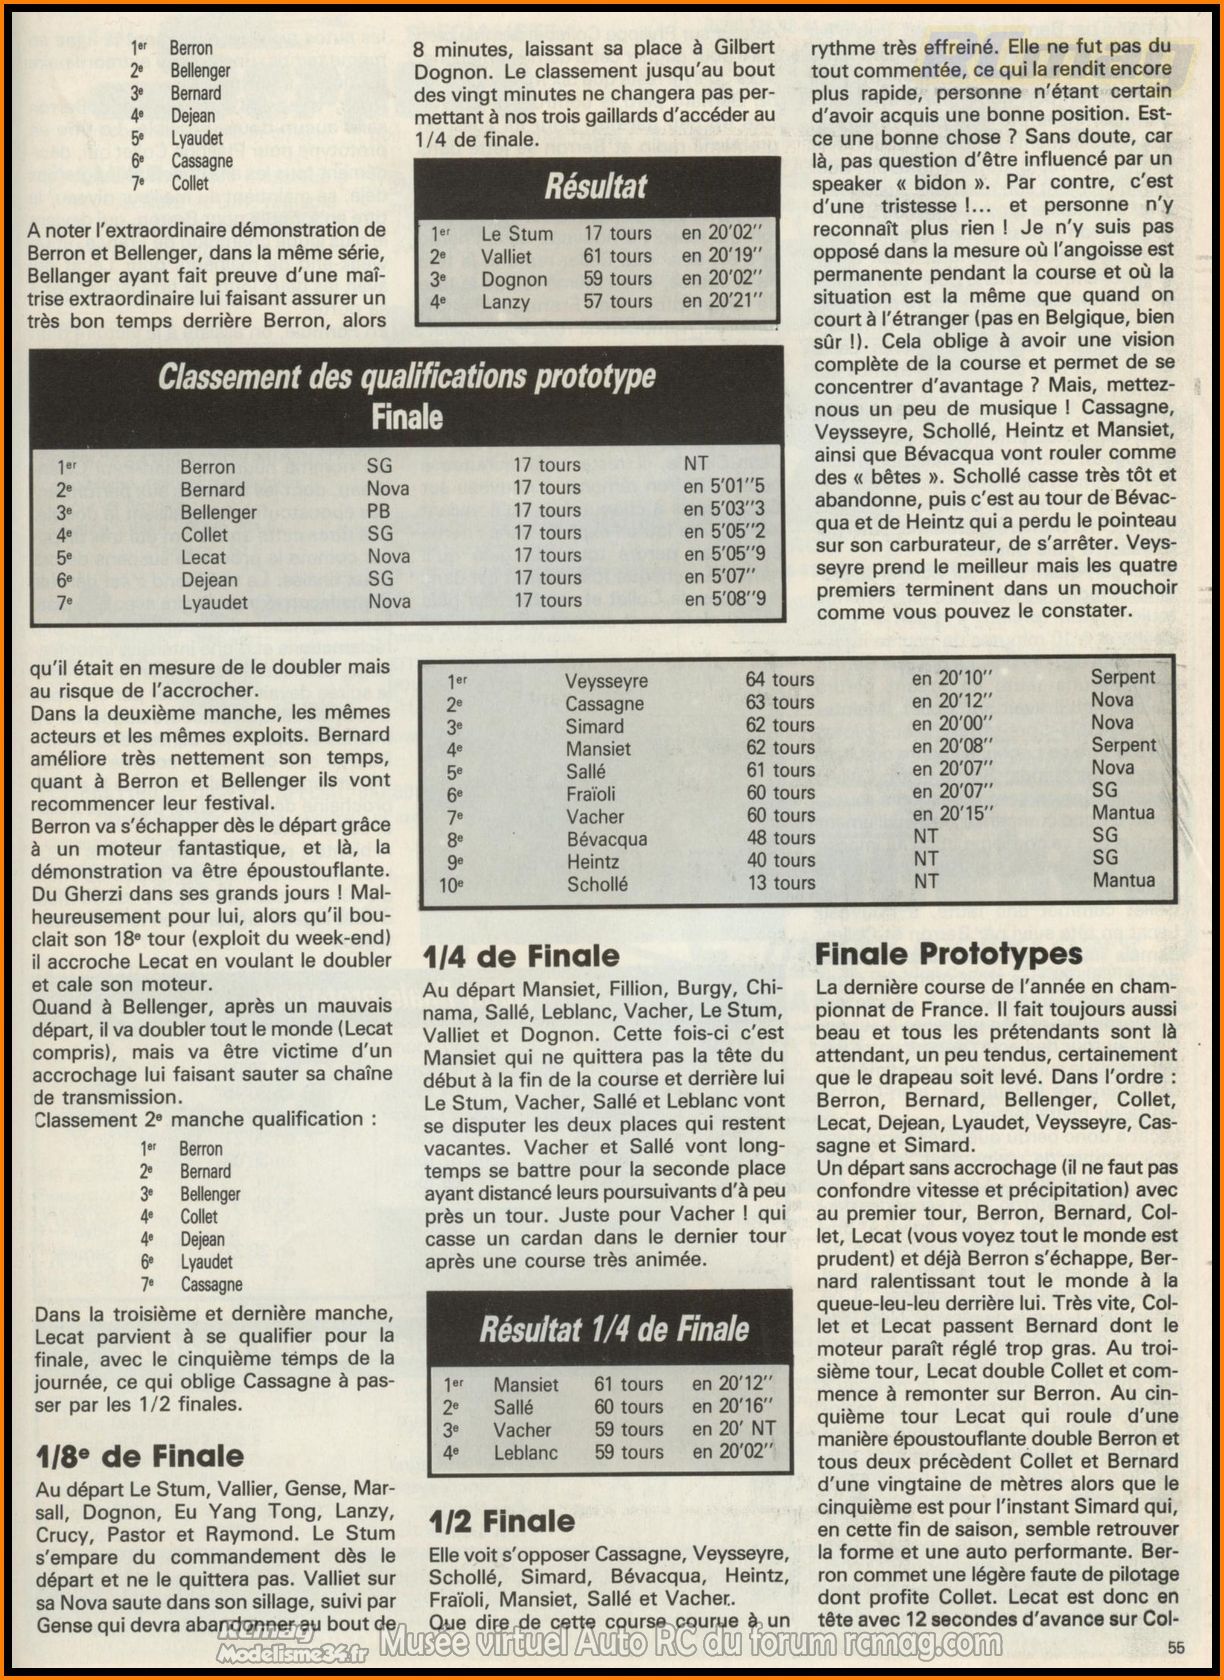 1er Berron
2e Bellenger
3e Bernard
4e Dejean
5e Lyaudet
6e Cassagne
7e Collet
A noter l'extraordinaire démonstration de
Berron et Bellenger, dans la même série,
Bellanger ayant fait preuve d'une maî-
trise extraordinaire lui faisant assurer un
très bon temps derrière Berron, alors
8 minutes, laissant sa place à Gilbert
Dognon. Le classement jusqu'au bout
des vingt minutes ne changera pas per-
mettant à nos trois gaillards d'accéder au
1/4 de finale.
Résultat
1er Le Stum 17 tours en 20'02''
2e Valliet 61 tours en 20'19''
3e Dognon 59 tours en 20'02''
4e Lanzy 57 tours en 20'21''
Classement des qualifications prototype
Finale
1er Berron SG 17 tours NT
2e Bernard Nova 17 tours en 5'01''5
3e Bellenger PB 17 tours en 5'03''3
4e Collet SG 17 tours en 5'05''2
5e Lecat Nova 17 tours en 5'05''9
6e Dejean SG 17 tours en 5'07''
7e Lyaudet Nova 17 tours en 5'08''9
qu'il était en mesure de le doubler mais
au risque de l'accrocher.
Dans la deuxième manche, les mêmes
acteurs et les mêmes exploits. Bernard
améliore très nettement son temps,
quant à Berron et Bellenger ils vont
recommencer leur festival.
Berron va s'échapper dès le départ grâce
à un moteur fantastique, et là, la
démonstration va être époustouflante.
Du Gherzi dans ses grands jours ! Mal-
heureusement pour lui, alors qu'il bou-
clait son 18e tour (exploit du week-end)
il accroche Lecat en voulant le doubler
et cale son moteur.
Quand à Bellenger, après un mauvais
départ, il va doubler tout le monde (Lecat
compris), mais va être victime d'un
accrochage lui faisant sauter sa chaîne
de transmission.
Classement 2e manche qualification :
1er Berron
2e Bernard
3e Bellenger
4e Collet
4e Dejean
6e Lyaudet
7e Cassagne
Dans la troisième et dernière manche,
Lecat parvient à se qualifier pour la
finale, avec le cinquième temps de la
journée, ce qui oblige Cassagne à pas-
ser par les 1/2 finales.
1/8e de Finale
Au départ Le Stum, Vallier, Gense, Mar-
sall, Dognon, Eu Yang Tong, Lanzy,
Crucy, Pastor et Raymond. Le Stum
s'empare du commandement dès le
départ et ne le quittera pas. Valliet sur
sa Nova saute dans son sillage, suivi par
Gense qui devra abandonner au bout de
rythme très effreiné. Elle ne fut pas du
tout commentée, ce qui la rendit encore
plus rapide, personne n'étant certain
d'avoir acquis une bonne position. Est-
ce une bonne chose ? Sans doute, car
là, pas question d'être influencé par un
speaker « bidon ». Par contre, c'est
d'une tristesse !... et personne n'y
reconnaît plus rien ! Je n'y suis pas
opposé dans la mesure où l'angoisse est
permanente pendant la course et où la
situation est la même que quand on
court à l'étranger (pas en Belgique, bien
sûr !). Cela oblige à avoir une vision
complète de la course et permet de se
concentrer d'avantage ? Mais, mettez-
nous un peu de musique ! Cassagne,
Veysseyre, Schollé, Heintz et Mansiet,
ainsi que Bévacqua vont rouler comme
des « bêtes ». Schollé casse très tôt et
abandonne, puis c'est au tour de Bévac-
qua et de Heintz qui a perdu le pointeau
sur son carburateur, de s'arrêter. Veys-
seyre prend le meilleur mais les quatre
premiers terminent dans un mouchoir
comme vous pouvez le constater.
1er Veysseyre 64 tours en 20'10'' Serpent
2e Cassagne 63 tours en 20'12'' Nova
3e Simard 62 tours en 20'00'' Nova
4e Mansiet 62 tours en 20'08'' Serpent
5e Sallé 61 tours en 20'07'' Nova
6e Fraïoli 60 tours en 20'07'' SG
7e Vacher 60 tours en 20'15'' Mantua
8e Bévacqua 48 tours NT SG
9e Heintz 40 tours NT SG
10e Schollé 13 tours NT Mantua
1/4 de Finale
Au départ Mansiet, Fillion, Burgy, Chi-
nama, Sallé, Leblanc, Vacher, Le Stum,
Valliet et Dognon. Cette fois-ci c'est
Mansiet qui ne quittera pas la tête du
début à la fin de la course et derrière lui
Le Stum, Vacher, Sallé et Leblanc vont
se disputer les deux places qui restent
vacantes. Vacher et Sallé vont long-
temps se battre pour la seconde place
ayant distancé leurs poursuivants d'à peu
près un tour. Juste pour Vacher ! qui
casse un cardan dans le dernier tour
après une course très animée.
Résultat 1/4 de Finale
1er Mansiet 61 tours en 20'12''
2e Sallé 60 tours en 20'16''
3e Vacher 59 tours en 20' NT
4e Leblanc 59 tours en 20'02''
1/2 Finale
Elle voit s'opposer Cassagne, Veysseyre,
Schollé, Simard, Bévacqua, Heintz,
Fraïoli, Mansiet, Sallé et Vacher.
Que dire de cette course courue à un
Finale Prototypes
La dernière course de l'année en cham-
pionnat de France. Il fait toujours aussi
beau et tous les prétendants sont là
attendant, un peu tendus, certainement
que le drapeau soit levé. Dans l'ordre :
Berron, Bernard, Bellenger, Collet,
Lecat, Dejean, Lyaudet, Veysseyre, Cas-
sagne et Simard.
Un départ sans accrochage (il ne faut pas
confondre vitesse et précipitation) avec
au premier tour, Berron, Bernard, Col-
let, Lecat (vous voyez tout le monde est
prudent) et déjà Berron s'échappe, Ber-
nard ralentissant tout le monde à la
queue-leu-leu derrière lui. Très vite, Col-
let et Lecat passent Bernard dont le
moteur paraît réglé trop gras. Au troi-
sième tour, Lecat double Collet et com-
mence à remonter sur Berron. Au cin-
quième tour Lecat qui roule d'une
manière époustouflante double Berron et
tous deux précèdent Collet et Bernard
d'une vingtaine de mètres alors que le
cinquième est pour l'instant Simard qui,
en cette fin de saison, semble retrouver
la forme et une auto performante. Ber-
ron commet une légère faute de pilotage
dont profite Collet. Lecat est donc en
tête avec 12 secondes d'avance sur Col-
RCmag
Modelisme34.fr
Musée virtuel Auto RC du forum rcmag.com
55